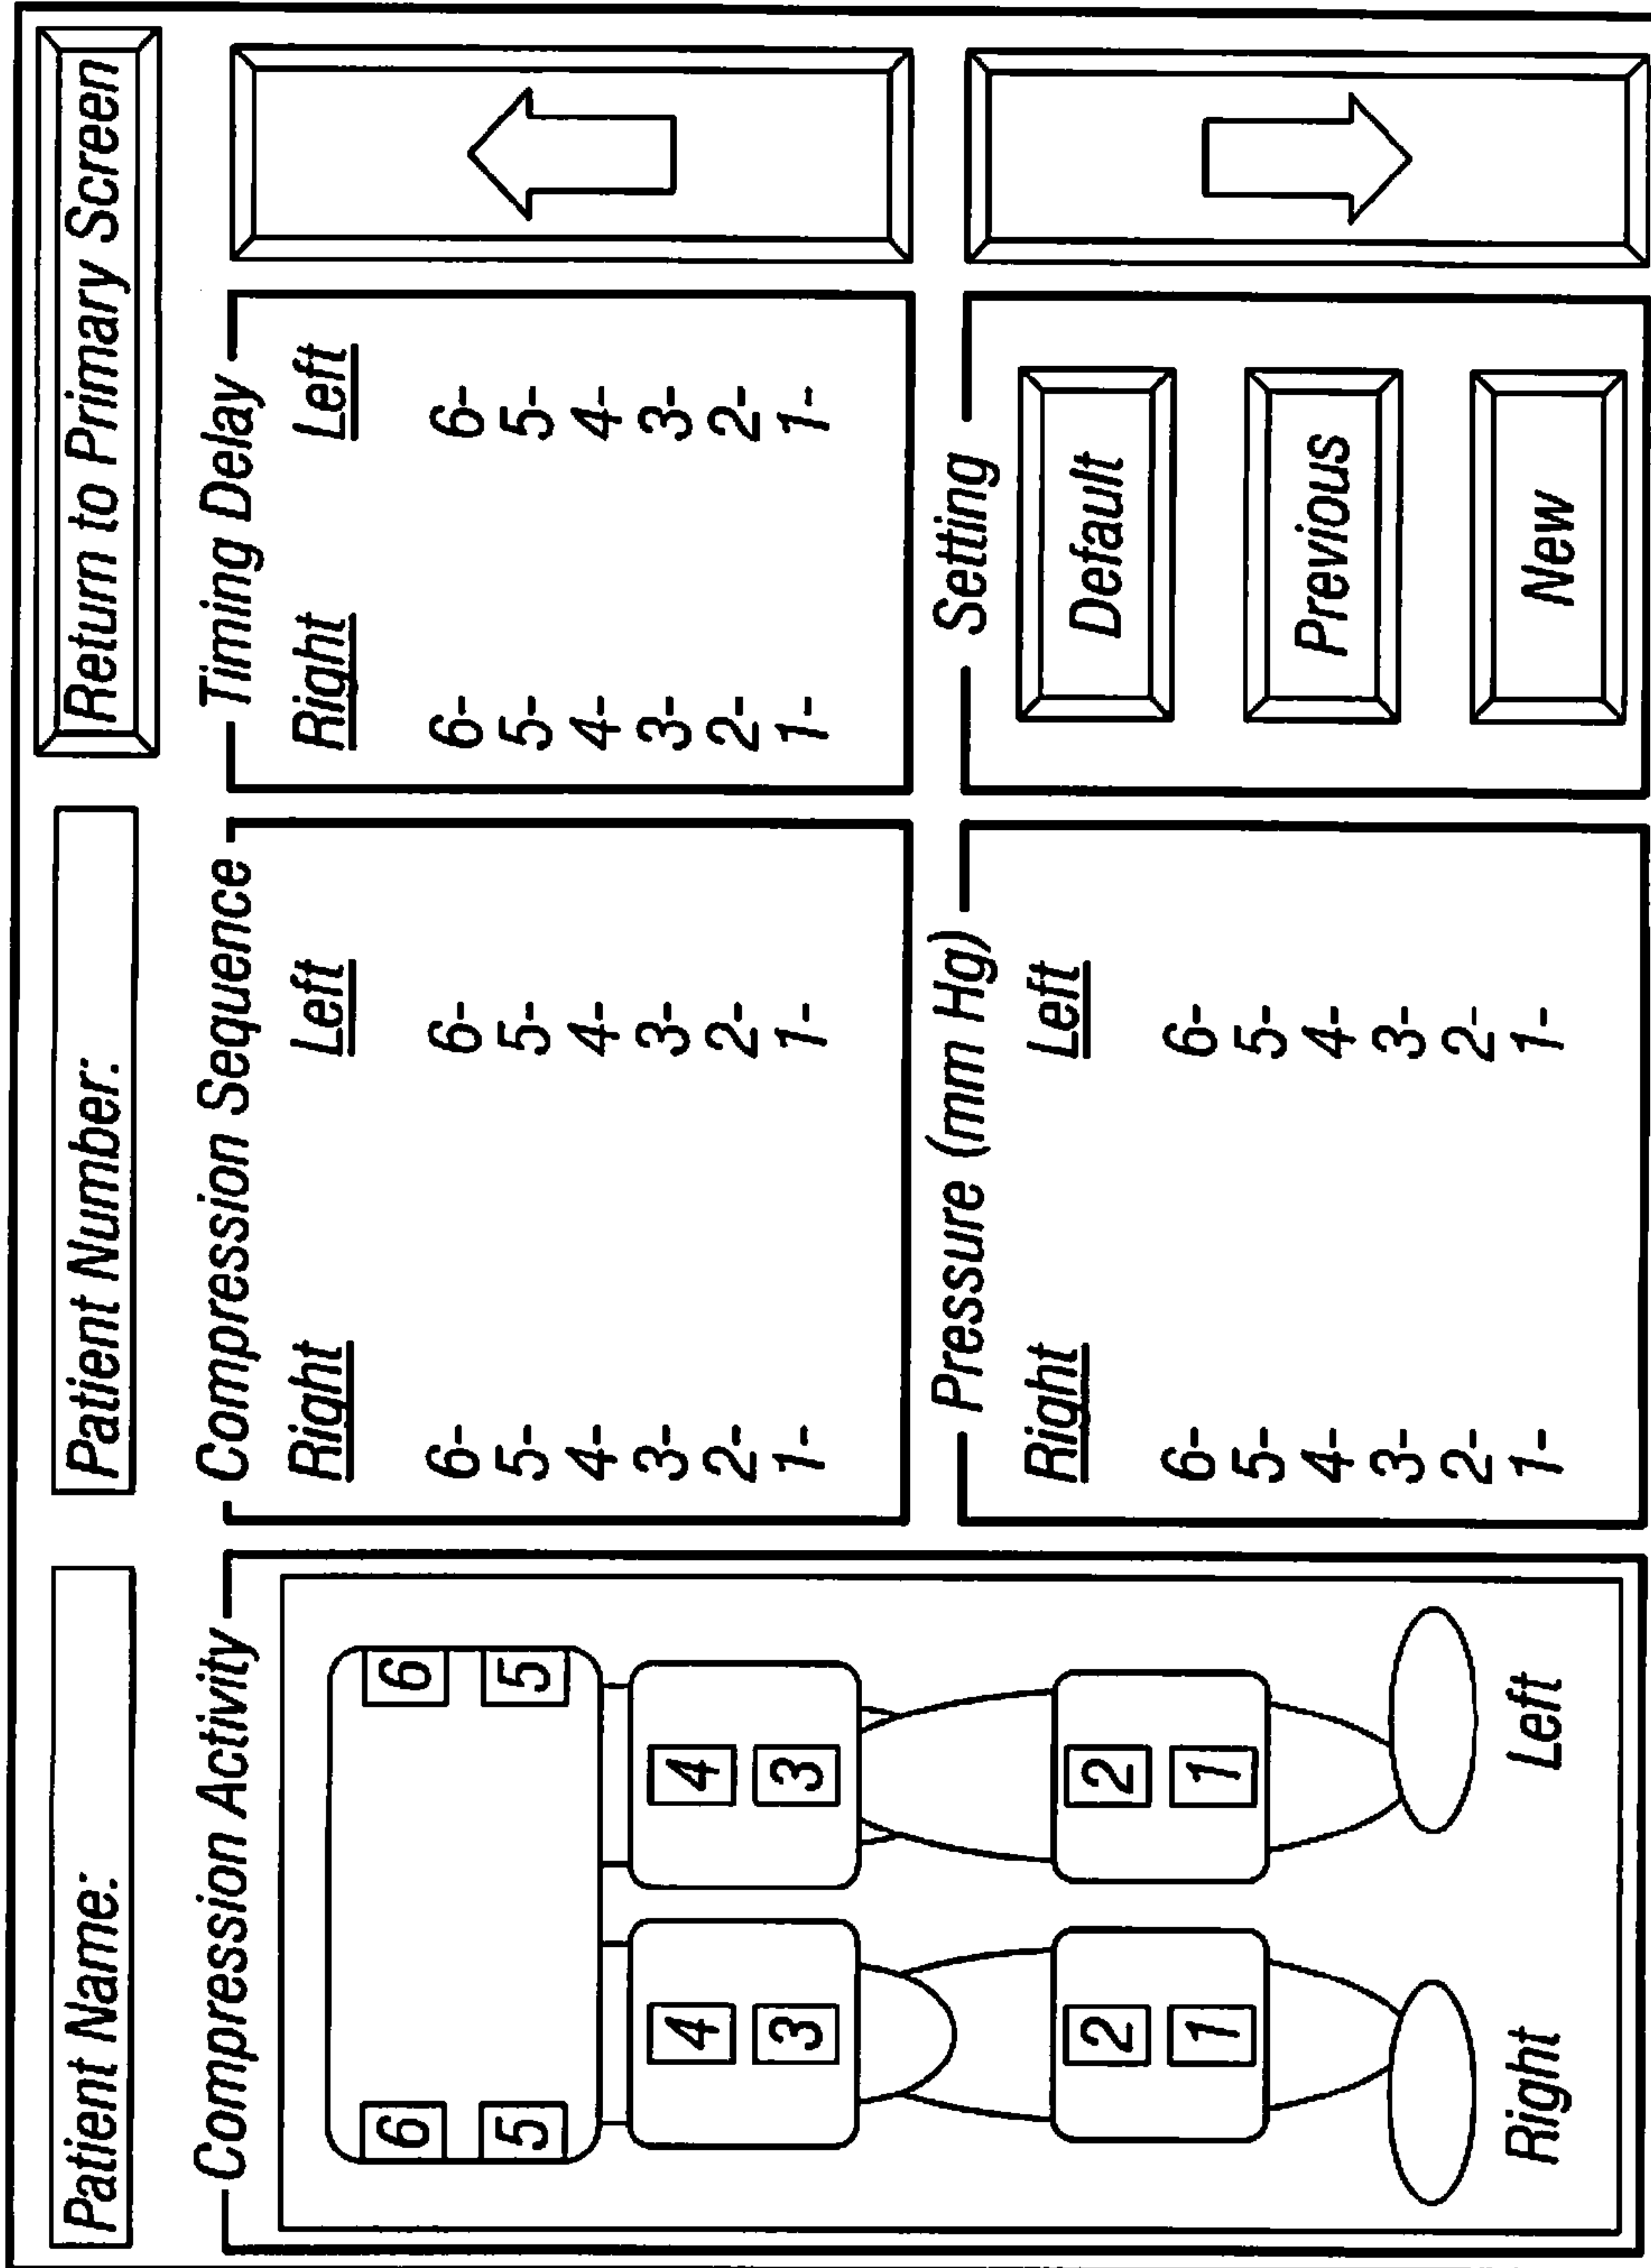 Patient Name:
Patient Number:
Return to Primary Screen
Compression Activity
6 6
5 5
4 4
3 3
2 2
1 1
Right Left
Compression Sequence
Right Left
6- 6-
5- 5-
4- 4-
3- 3-
2- 2-
1- 1-
Timing Delay
Right Left
6- 6-
5- 5-
4- 4-
3- 3-
2- 2-
1- 1-
Pressure (mm Hg)
Right Left
6- 6-
5- 5-
4- 4-
3- 3-
2- 2-
1- 1-
Setting
Default
Previous
New